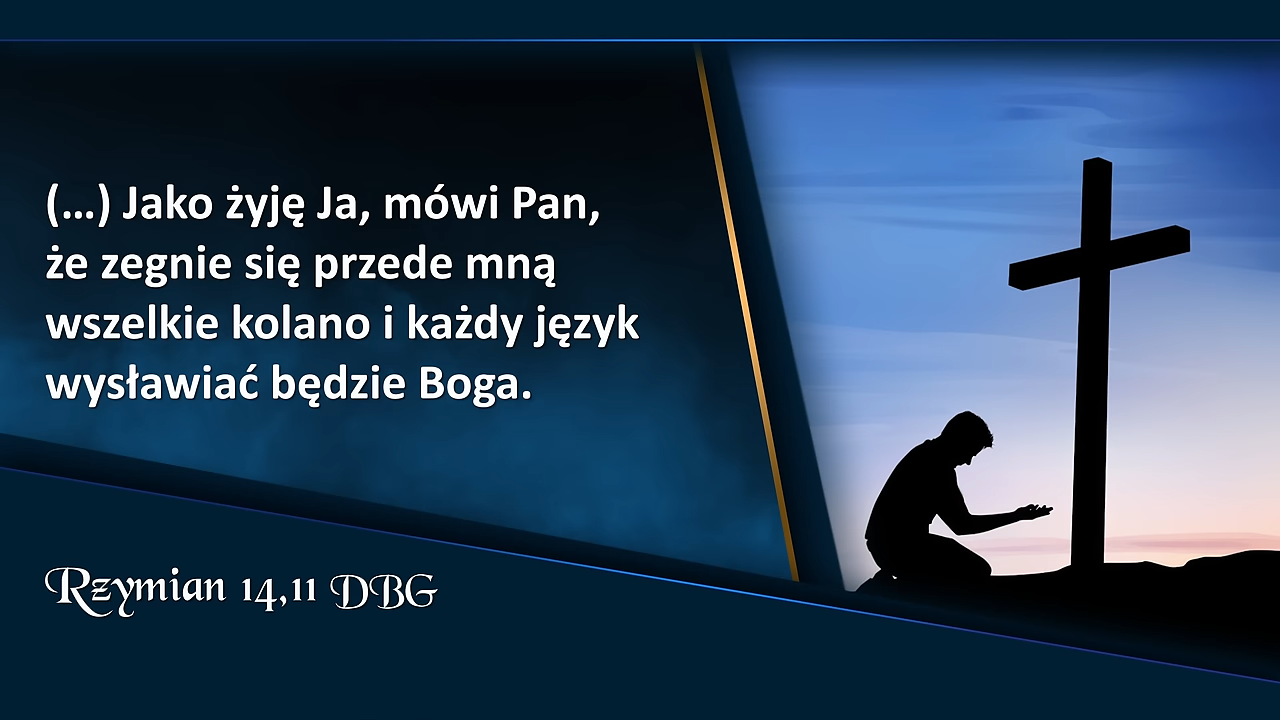 (...) Jako żyję Ja, mówi Pan,
że zegnie się przede mną
wszelkie kolano i każdy język
wysławiać będzie Boga.
Rzymian 14,11 DBG